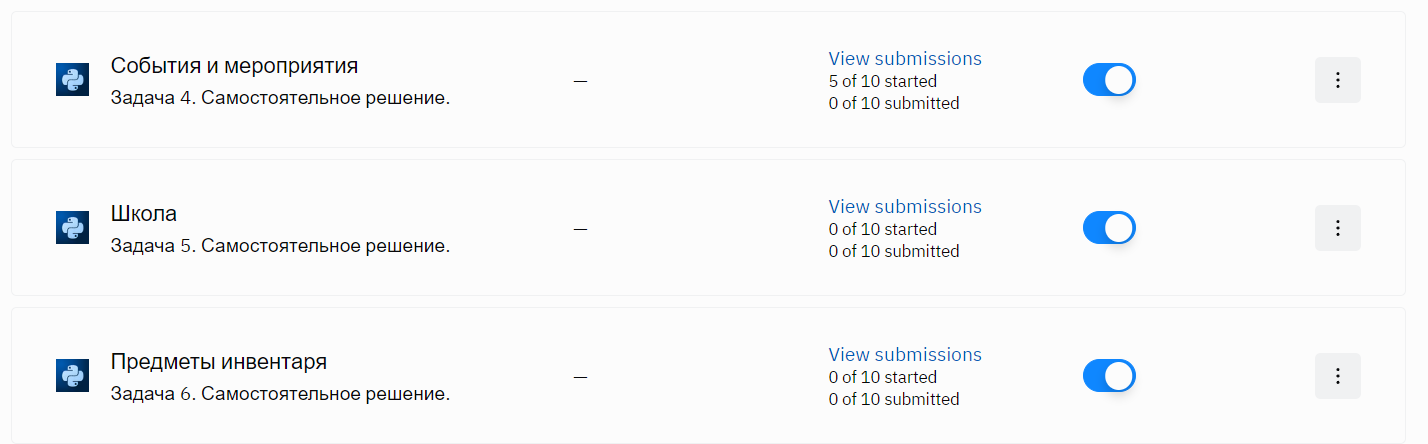 События и мероприятия
Задача 4. Самостоятельное решение.
—
View submissions
5 of 10 started
0 of 10 submitted
Школа
Задача 5. Самостоятельное решение.
—
View submissions
0 of 10 started
0 of 10 submitted
Предметы инвентаря
Задача 6. Самостоятельное решение.
—
View submissions
0 of 10 started
0 of 10 submitted